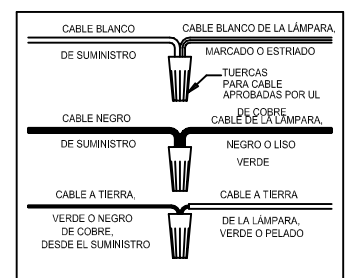 CABLE BLANCO
DE SUMINISTRO
CABLE BLANCO DE LA LÁMPARA,
MARCADO O ESTRIADO
TUERCAS
PARA CABLE
APROBADAS POR UL
DE COBRE
CABLE NEGRO
DE SUMINISTRO
CABLE DE LA LÁMPARA,
NEGRO O LISO
VERDE
CABLE A TIERRA,
VERDE O NEGRO
DE COBRE,
DESDE EL SUMINISTRO
CABLE A TIERRA
DE LA LÁMPARA,
VERDE O PELADO